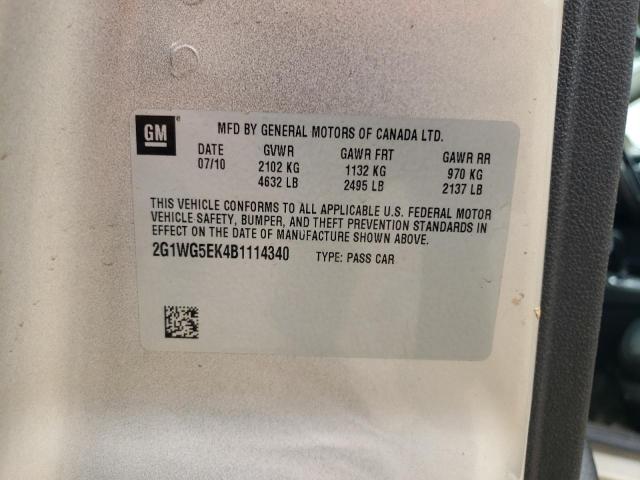 GM
MFD BY GENERAL MOTORS OF CANADA LTD.
DATE GVWR GAWR FRT GAWR RR
07/10 2102 KG 1132 KG 970 KG
4632 LB 2495 LB 2137 LB
THIS VEHICLE CONFORMS TO ALL APPLICABLE U.S. FEDERAL MOTOR
VEHICLE SAFETY, BUMPER, AND THEFT PREVENTION STANDARDS IN
EFFECT ON THE DATE OF MANUFACTURE SHOWN ABOVE.
2G1WG5EK4B1114340 TYPE: PASS CAR